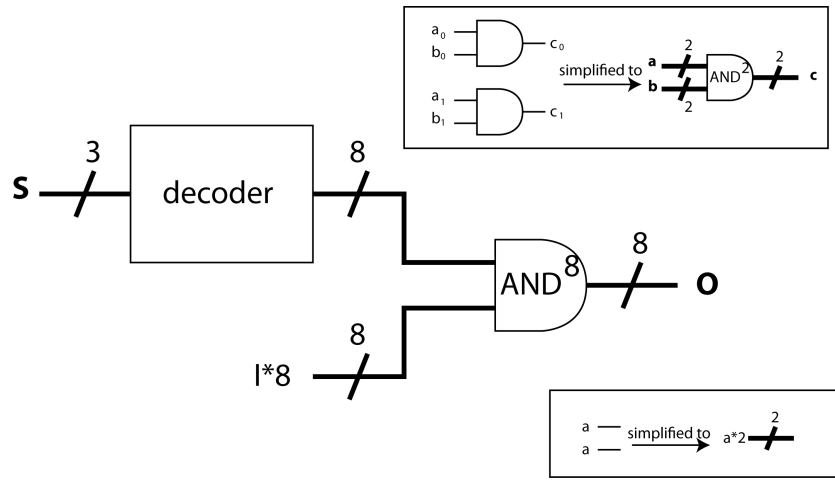 a₀
b₀
c₀
a₁
b₁
c₁
simplified to
a 2
b 2
AND²
2
c
S
3
decoder
8
AND⁸
8
O
8
I*8
a
a
simplified to
a*2
2